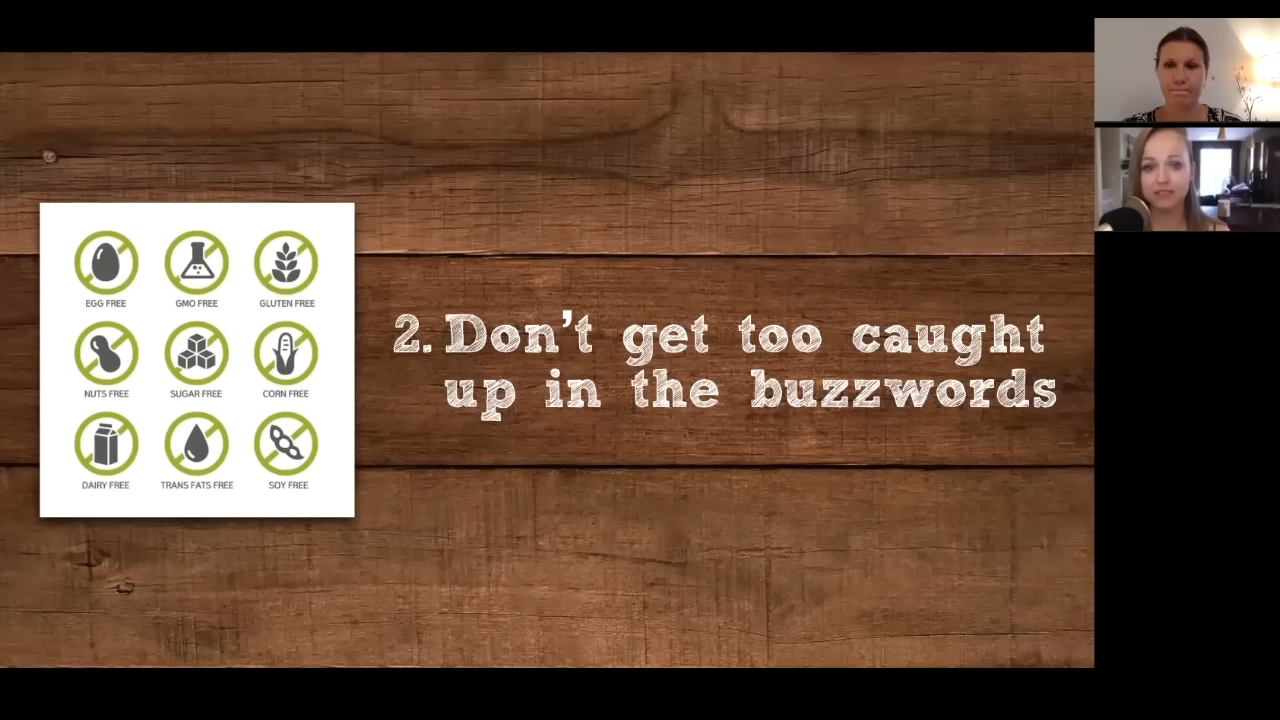 EGG FREE
GMO FREE
GLUTEN FREE
NUTS FREE
SUGAR FREE
CORN FREE
DAIRY FREE
TRANS FATS FREE
SOY FREE
2. Don't get too caught
up in the buzzwords